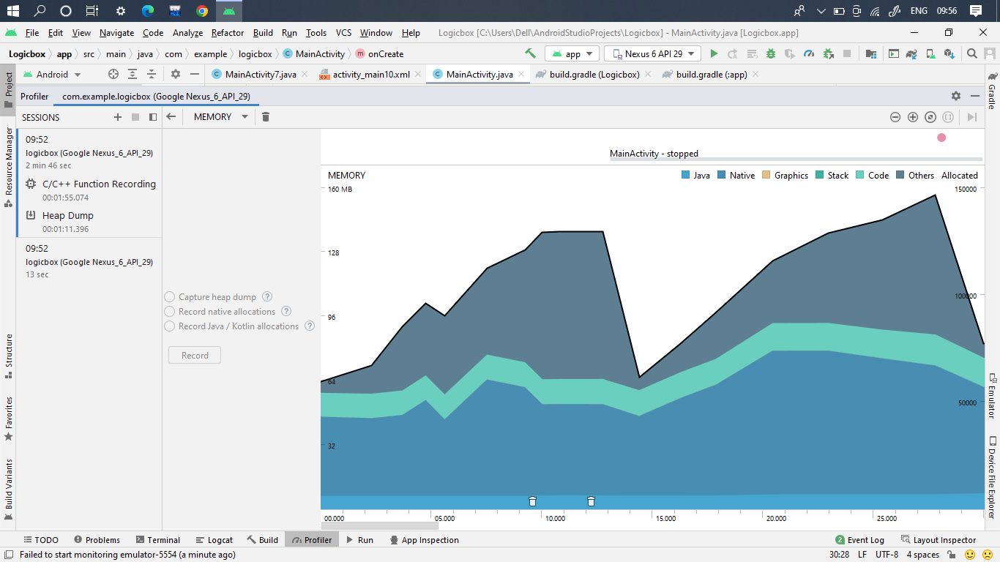 ENG 09:56
File Edit View Navigate Code Analyze Refactor Build Run Tools VCS Window Help Logicbox [C:\Users\Dell\AndroidStudioProjects\Logicbox] - MainActivity.java [Logicbox.app]
Logicbox app src main java com example logicbox C MainActivity m onCreate app Nexus 6 API 29
Android C MainActivity7.java activity_main10.xml C MainActivity.java build.gradle (Logicbox) build.gradle (:app)
Profiler com.example.logicbox (Google Nexus_6_API_29)
SESSIONS MEMORY
09:52
logicbox (Google Nexus_6_API_29)
2 min 46 sec
C/C++ Function Recording
00:01:55.074
Heap Dump
00:01:11.396
09:52
logicbox (Google Nexus_6_API_29)
13 sec
Capture heap dump ?
Record native allocations ?
Record Java / Kotlin allocations ?
Record
MainActivity - stopped
MEMORY Java Native Graphics Stack Code Others Allocated
160 MB 150000
128
96 100000
64
50000
32
00.000 05.000 10.000 15.000 20.000 25.000
Project
Resource Manager
Structure
Favorites
Build Variants
Gradle
Emulator
Device File Explorer
TODO Problems Terminal Logcat Build Profiler Run App Inspection 2 Event Log Layout Inspector
Failed to start monitoring emulator-5554 (a minute ago) 30:28 LF UTF-8 4 spaces